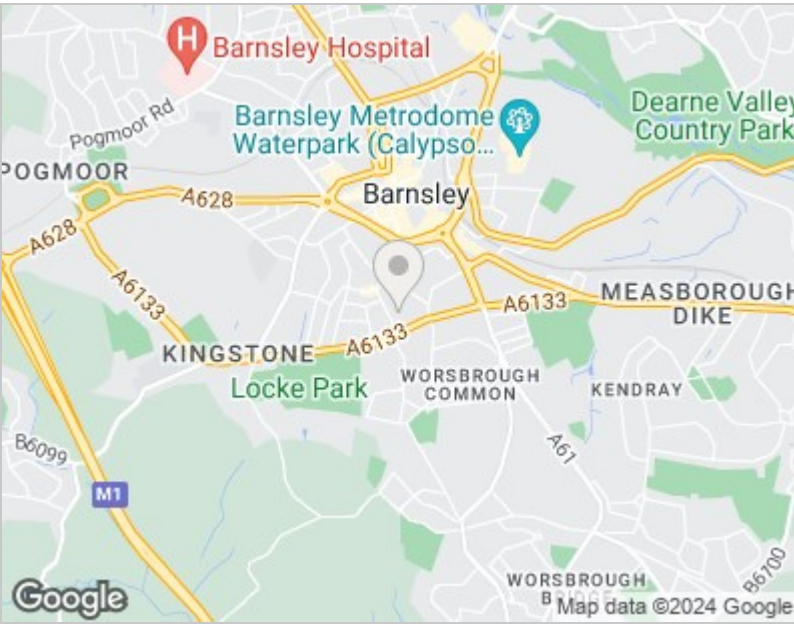 H
Barnsley Hospital
Pogmoor Rd
Barnsley Metrodome
Waterpark (Calypso...
Dearne Valley
Country Park
POGMOOR
A628
Barnsley
A628
A6133
MEASBOROUGH
DIKE
A6133
A6133
KINGSTONE
Locke Park
WORSBROUGH
COMMON
KENDRAY
B6099
A61
M1
B6700
WORSBROUGH
Google
Map data ©2024 Google